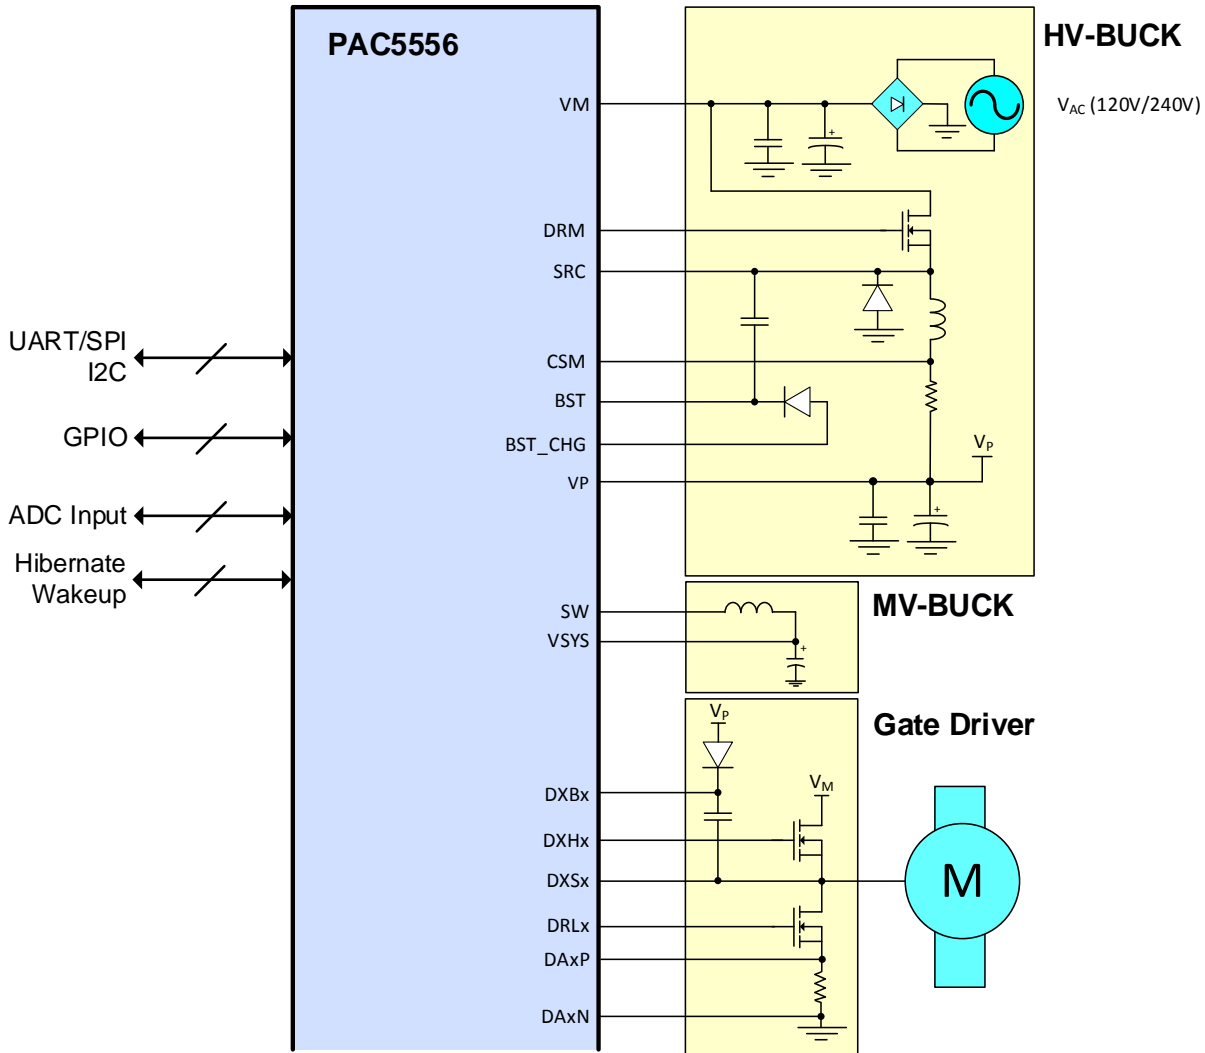 PAC5556
HV-BUCK
VAC (120V/240V)
VM
DRM
SRC
CSM
BST
BST_CHG
VP
VP
UART/SPI
I2C
GPIO
ADC Input
Hibernate
Wakeup
+
+
SW
VSYS
MV-BUCK
+
Gate Driver
VP
VM
DXBx
DXHx
DXSx
DRLx
DAxP
DAxN
M